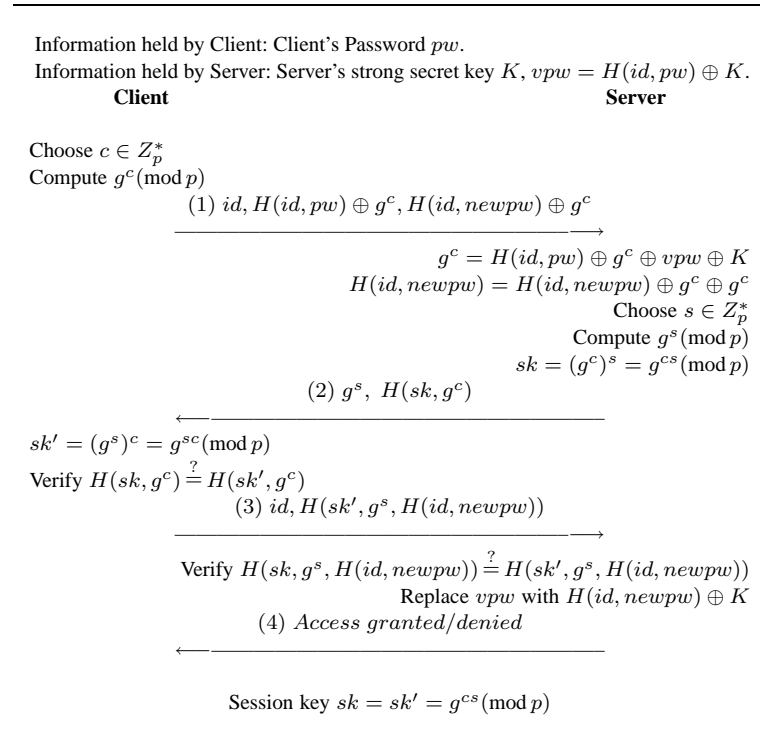 Information held by Client: Client's Password pw.
Information held by Server: Server's strong secret key K, vpw = H(id, pw) ⊕ K.
Client Server
Choose c ∈ Z_p^*
Compute g^c(mod p)
(1) id, H(id, pw) ⊕ g^c, H(id, newpw) ⊕ g^c
g^c = H(id, pw) ⊕ g^c ⊕ vpw ⊕ K
H(id, newpw) = H(id, newpw) ⊕ g^c ⊕ g^c
Choose s ∈ Z_p^*
Compute g^s(mod p)
sk = (g^c)^s = g^{cs}(mod p)
(2) g^s, H(sk, g^c)
sk′ = (g^s)^c = g^{sc}(mod p)
Verify H(sk, g^c) ≟ H(sk′, g^c)
(3) id, H(sk′, g^s, H(id, newpw))
Verify H(sk, g^s, H(id, newpw)) ≟ H(sk′, g^s, H(id, newpw))
Replace vpw with H(id, newpw) ⊕ K
(4) Access granted/denied
Session key sk = sk′ = g^{cs}(mod p)